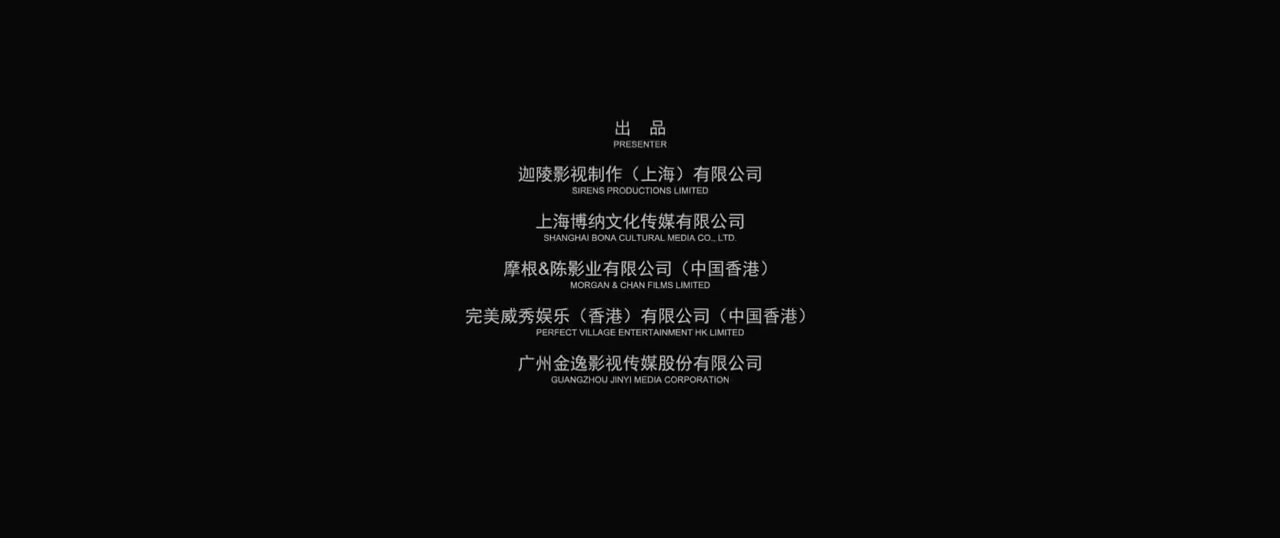 出　品
PRESENTER
迦陵影视制作（上海）有限公司
SIRENS PRODUCTIONS LIMITED
上海博纳文化传媒有限公司
SHANGHAI BONA CULTURAL MEDIA CO., LTD.
摩根&陈影业有限公司（中国香港）
MORGAN & CHAN FILMS LIMITED
完美威秀娱乐（香港）有限公司（中国香港）
PERFECT VILLAGE ENTERTAINMENT HK LIMITED
广州金逸影视传媒股份有限公司
GUANGZHOU JINYI MEDIA CORPORATION